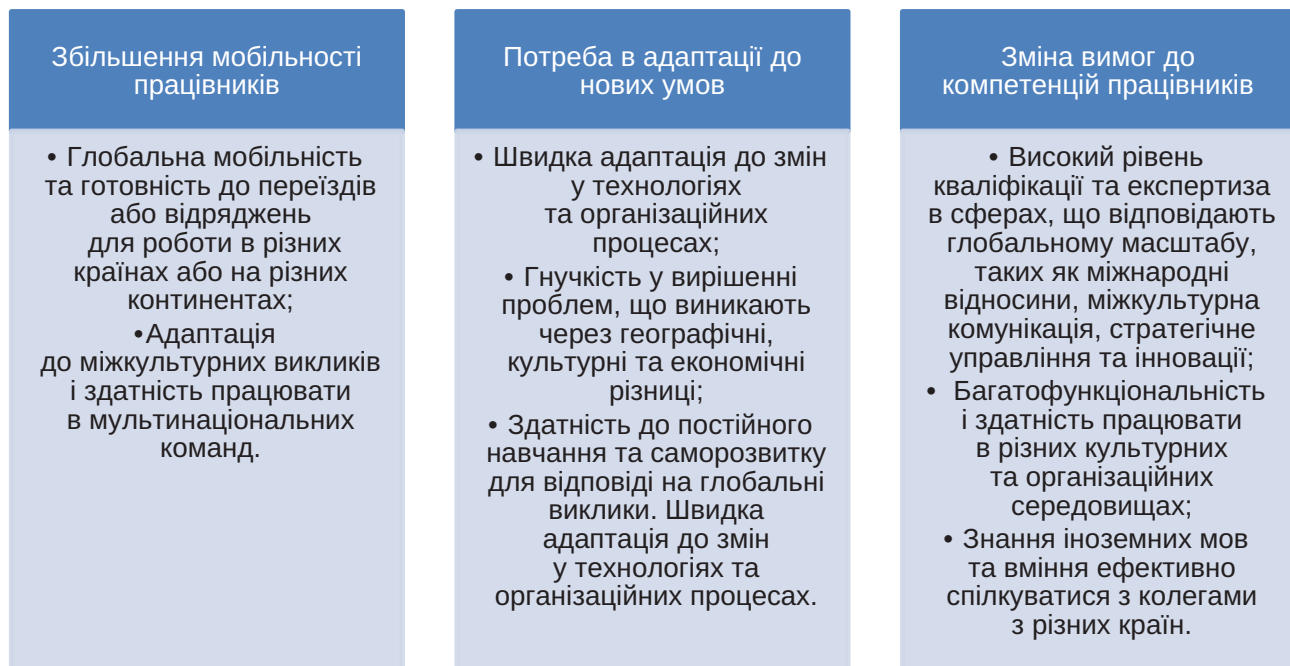 Збільшення мобільності
працівників
• Глобальна мобільність
та готовність до переїздів
або відряджень
для роботи в різних
країнах або на різних
континентах;
•Адаптація
до міжкультурних викликів
і здатність працювати
в мультинаціональних
команд.
Потреба в адаптації до
нових умов
• Швидка адаптація до змін
у технологіях
та організаційних
процесах;
• Гнучкість у вирішенні
проблем, що виникають
через географічні,
культурні та економічні
різниці;
• Здатність до постійного
навчання та саморозвитку
для відповіді на глобальні
виклики. Швидка
адаптація до змін
у технологіях та
організаційних процесах.
Зміна вимог до
компетенцій працівників
• Високий рівень
кваліфікації та експертиза
в сферах, що відповідають
глобальному масштабу,
таких як міжнародні
відносини, міжкультурна
комунікація, стратегічне
управління та інновації;
• Багатофункціональність
і здатність працювати
в різних культурних
та організаційних
середовищах;
• Знання іноземних мов
та вміння ефективно
спілкуватися з колегами
з різних країн.